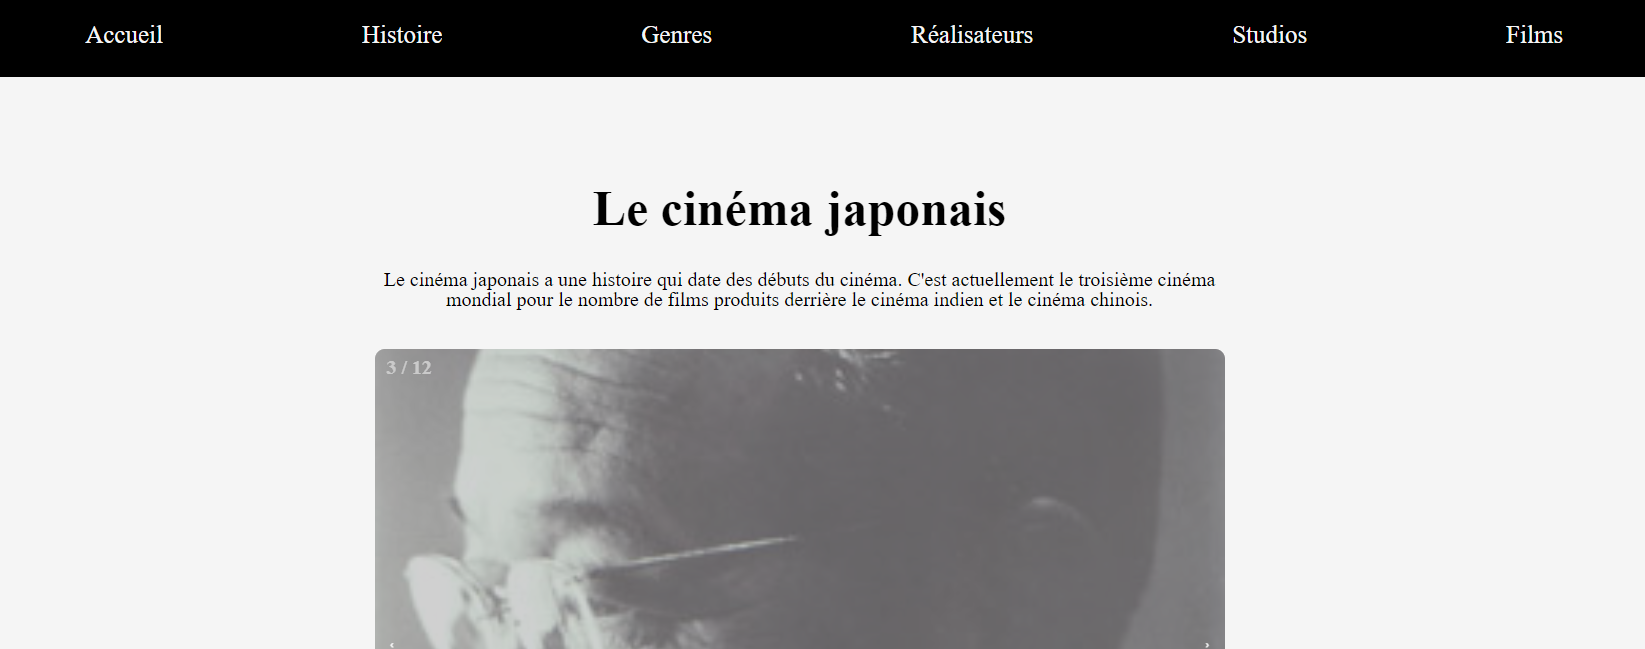 Accueil Histoire Genres Réalisateurs Studios Films
Le cinéma japonais
Le cinéma japonais a une histoire qui date des débuts du cinéma. C'est actuellement le troisième cinéma
mondial pour le nombre de films produits derrière le cinéma indien et le cinéma chinois.
3 / 12